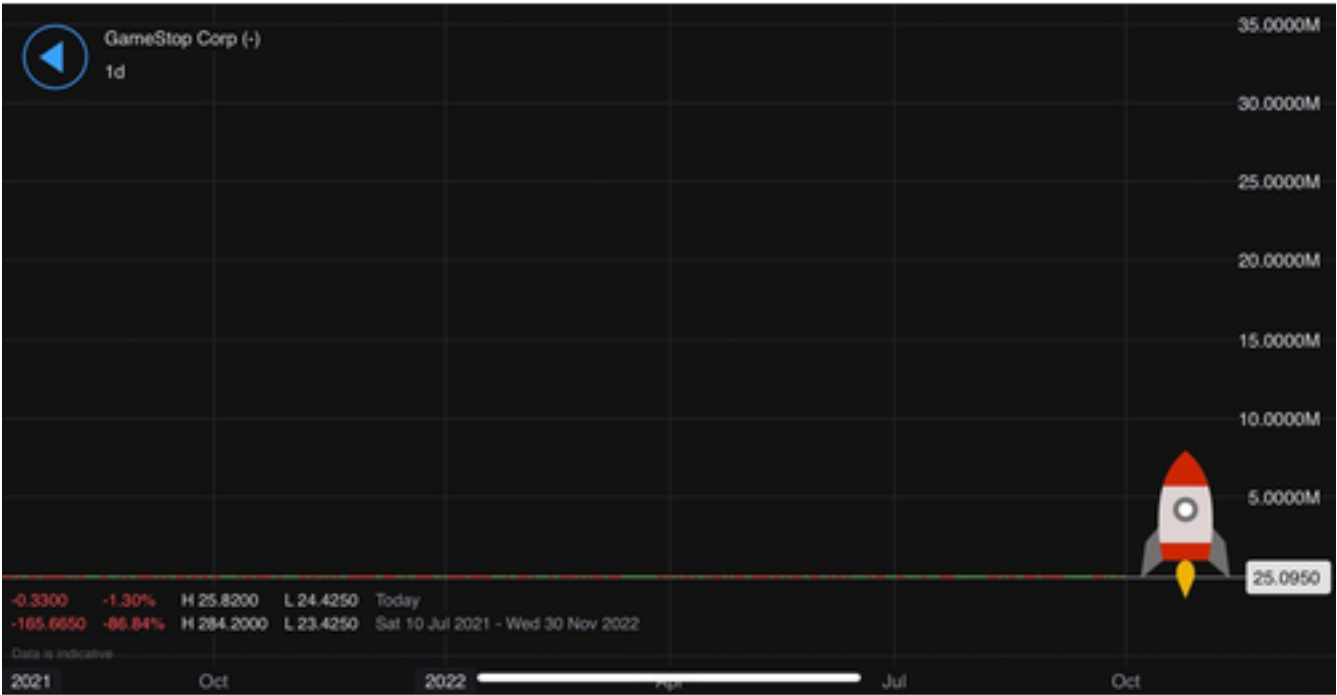 35.0000M
GameStop Corp (-)
1d
30.0000M
25.0000M
20.0000M
15.0000M
10.0000M
5.0000M
25.0950
-0.3300 -1.30% H 25.8200 L 24.4250 Today
-165.6650 -86.84% H 284.2000 L 23.4250 Sat 10 Jul 2021 - Wed 30 Nov 2022
Data is indicative
2021 Oct 2022 Apr Jul Oct